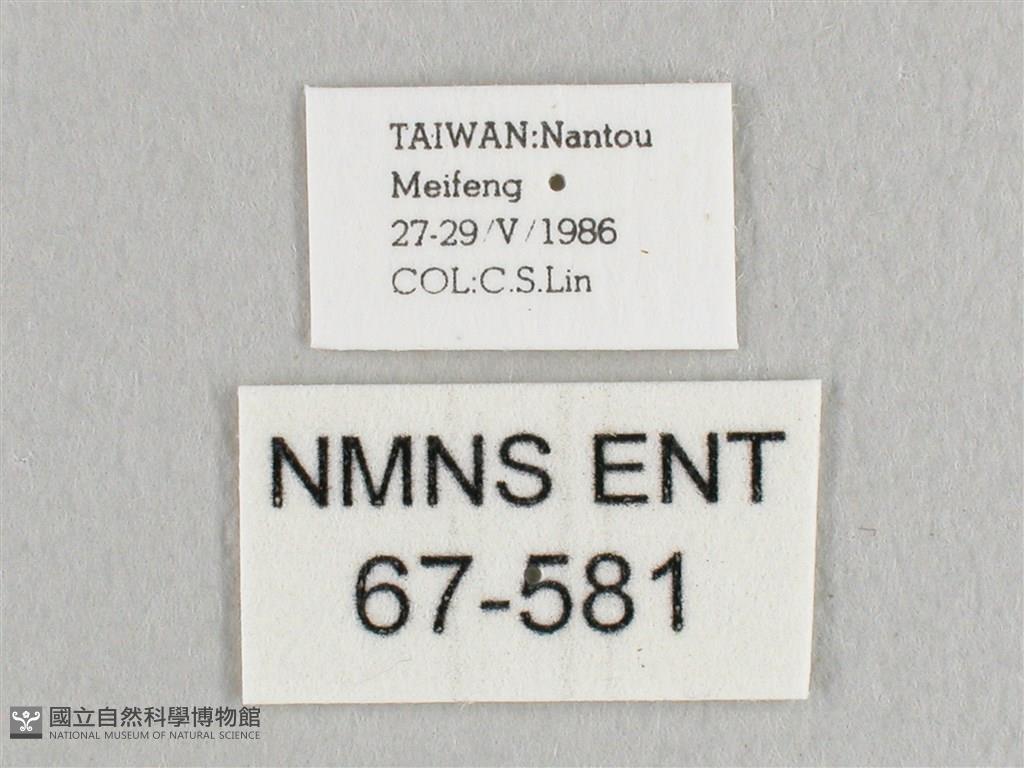 TAIWAN:Nantou
Meifeng
27-29/V/1986
COL:C.S.Lin
NMNS ENT
67-581
國立自然科學博物館
NATIONAL MUSEUM OF NATURAL SCIENCE